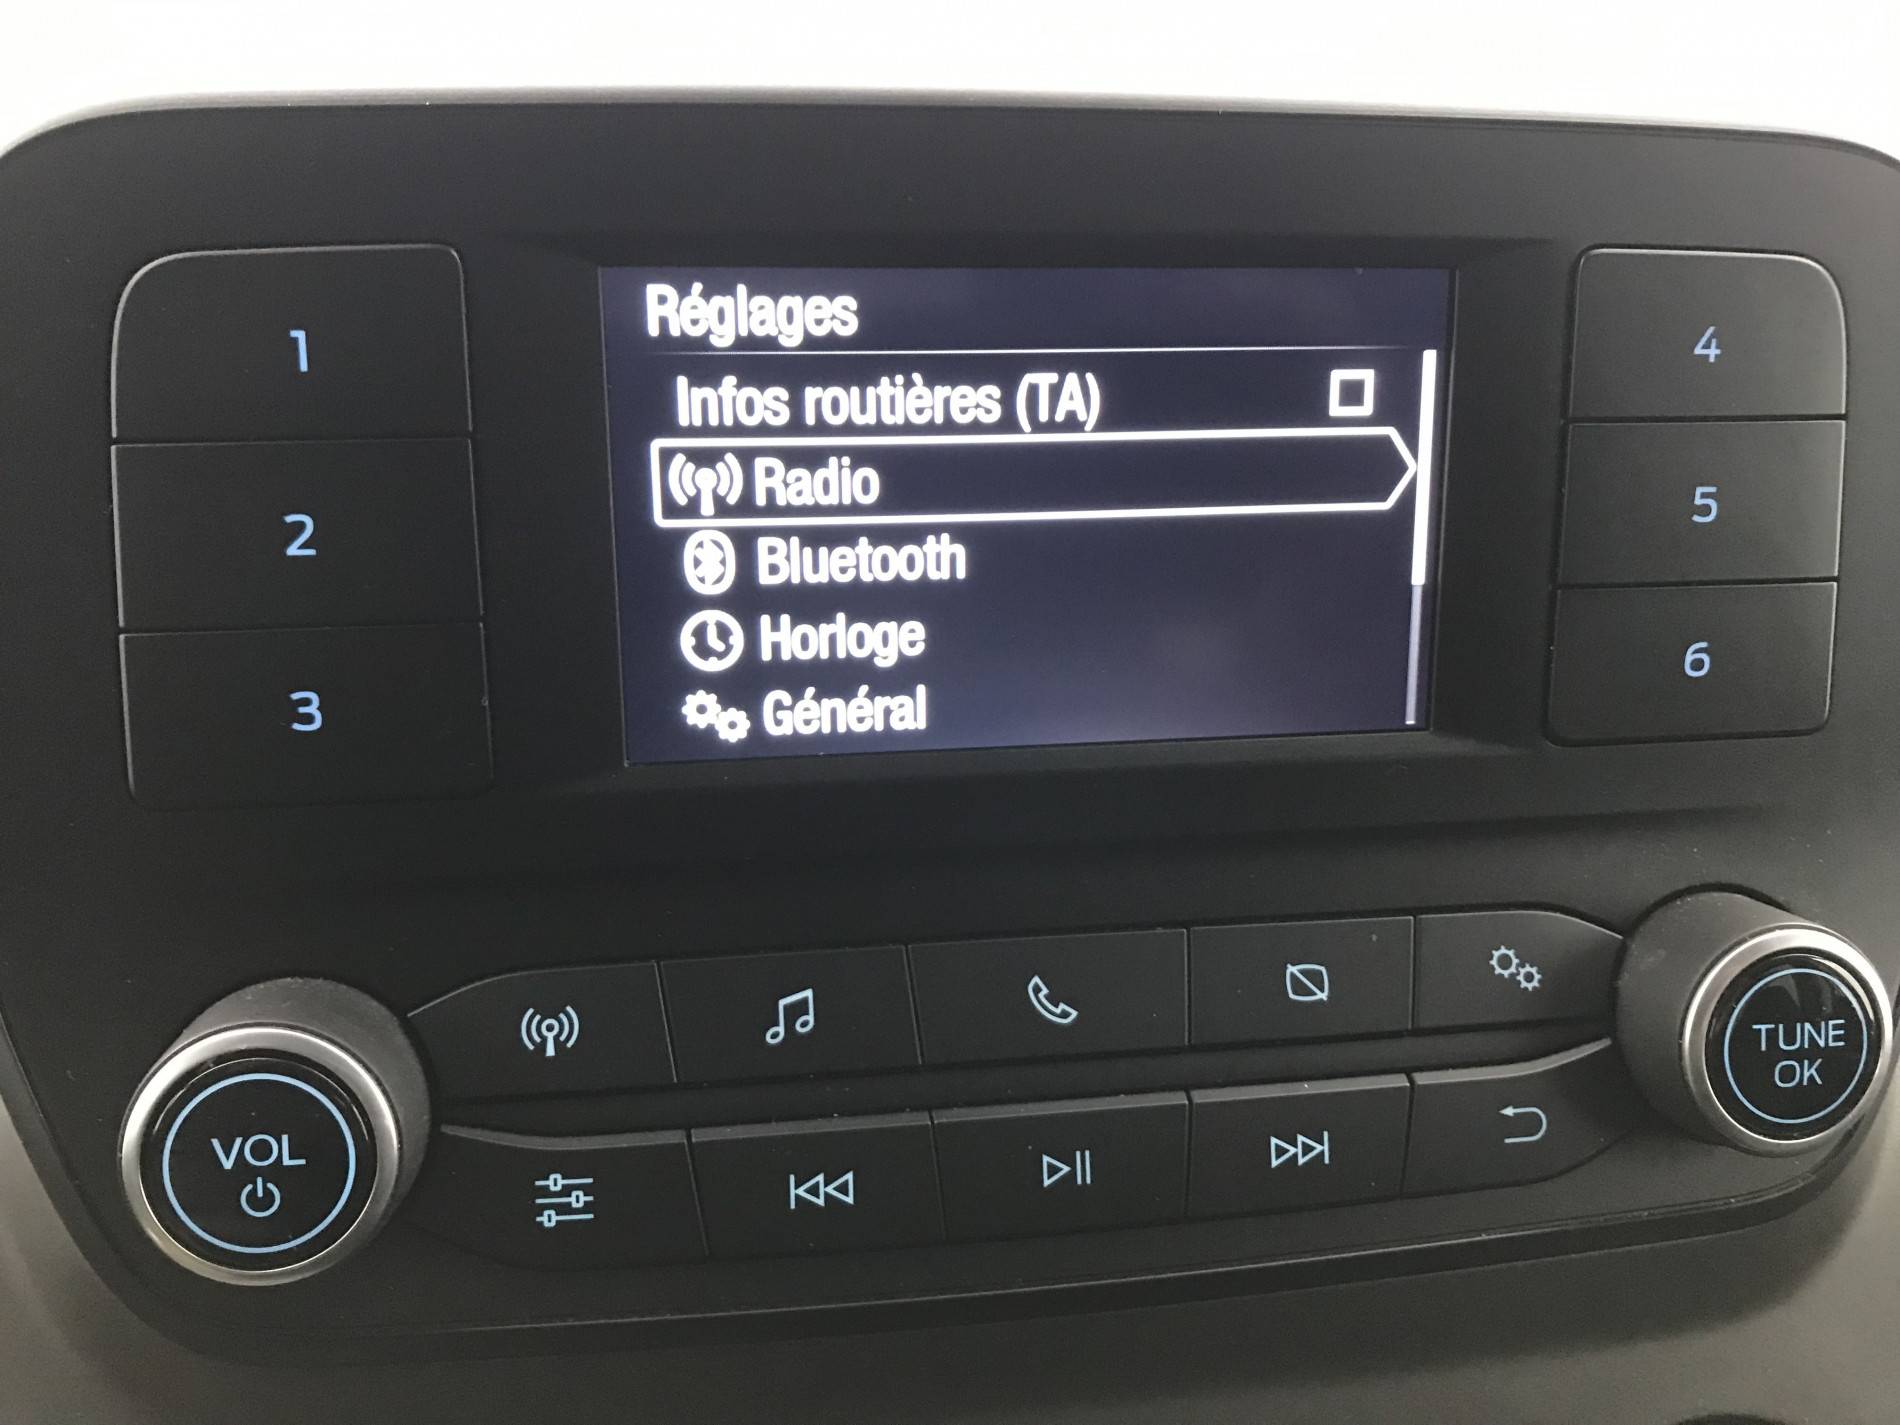 Réglages
Infos routières (TA)
Radio
Bluetooth
Horloge
Général
1
2
3
4
5
6
VOL
TUNE
OK